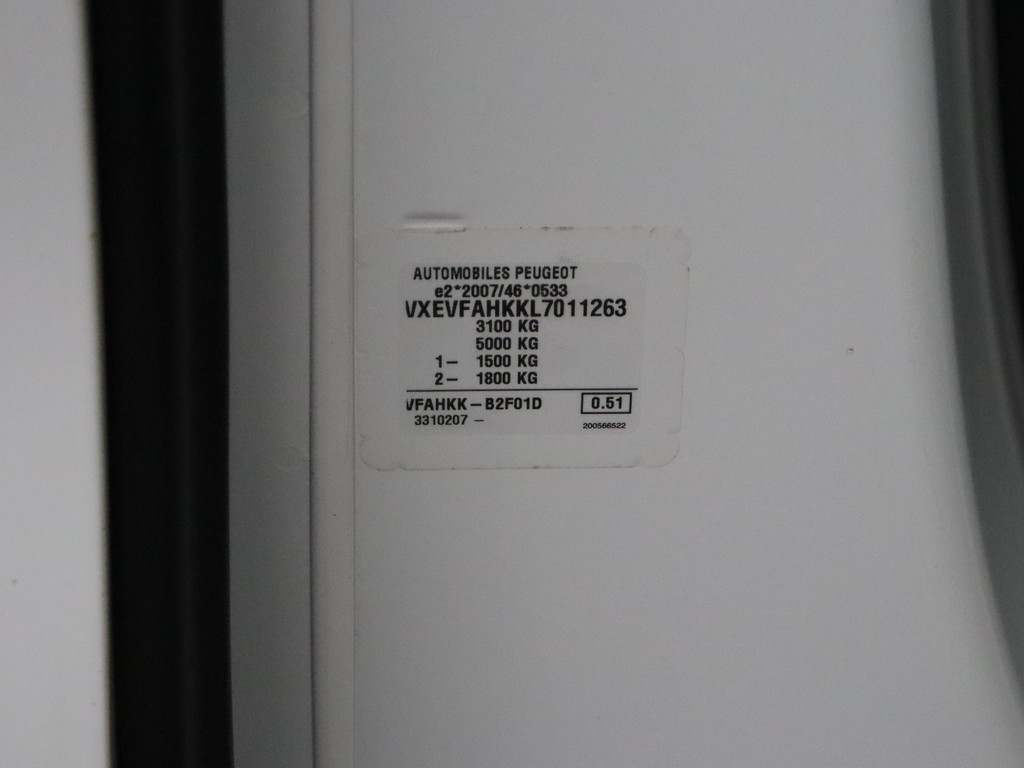 AUTOMOBILES PEUGEOT
e2*2007/46*0533
VXEVFAHKKL7011263
3100 KG
5000 KG
1- 1500 KG
2- 1800 KG
VFAHKK-B2F01D 0.51
3310207 -
200566522